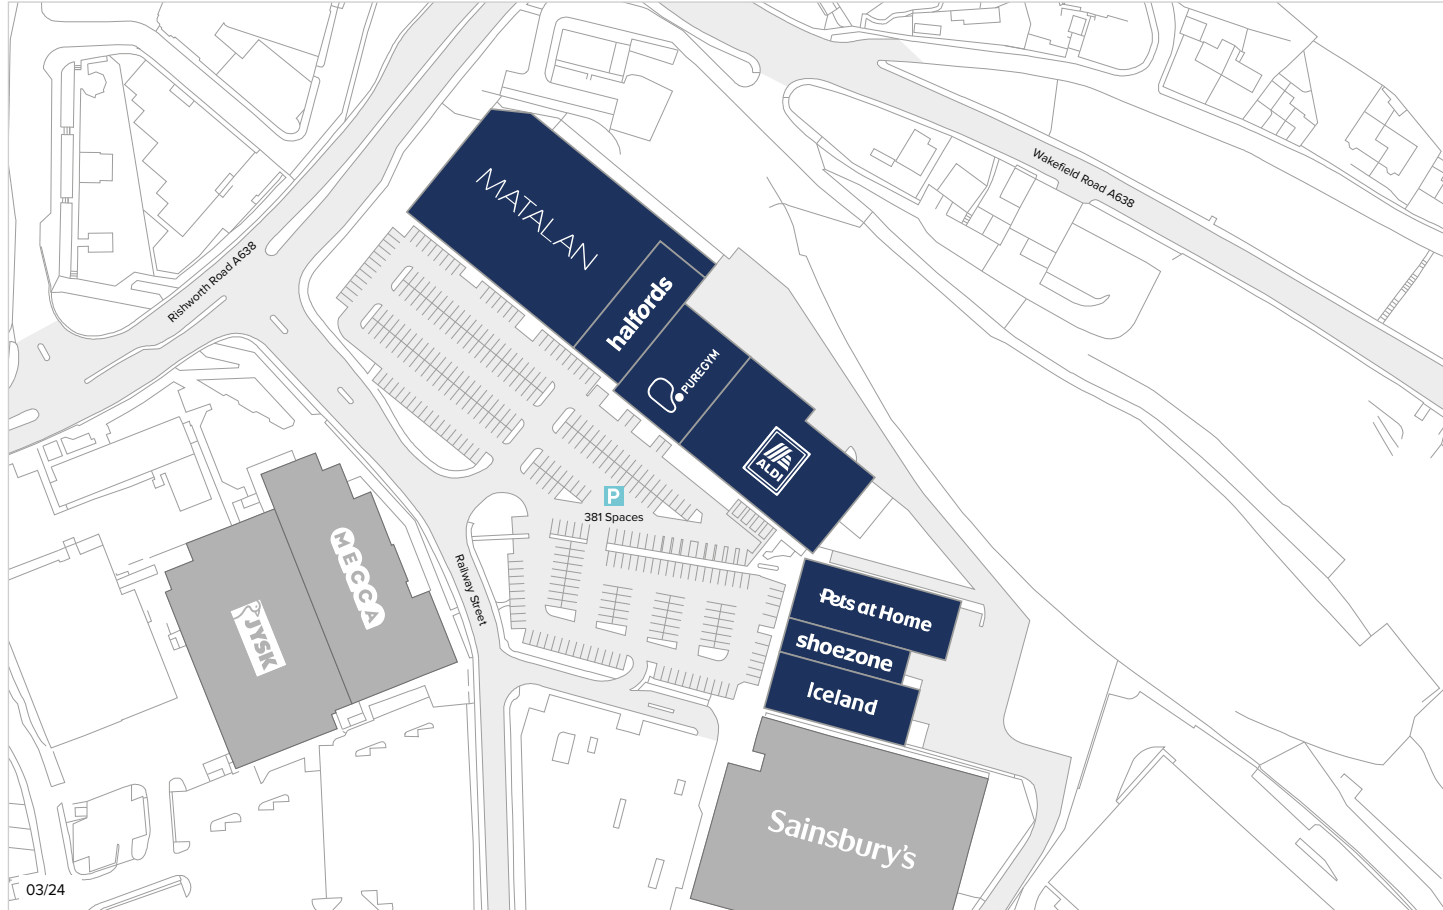 Wakefield Road A638
MATALAN
Rishworth Road A638
halfords
PUREGYM
ALDI
P
381 Spaces
MECCA
Railway Street
JYSK
Pets at Home
shoezone
Iceland
Sainsbury's
03/24